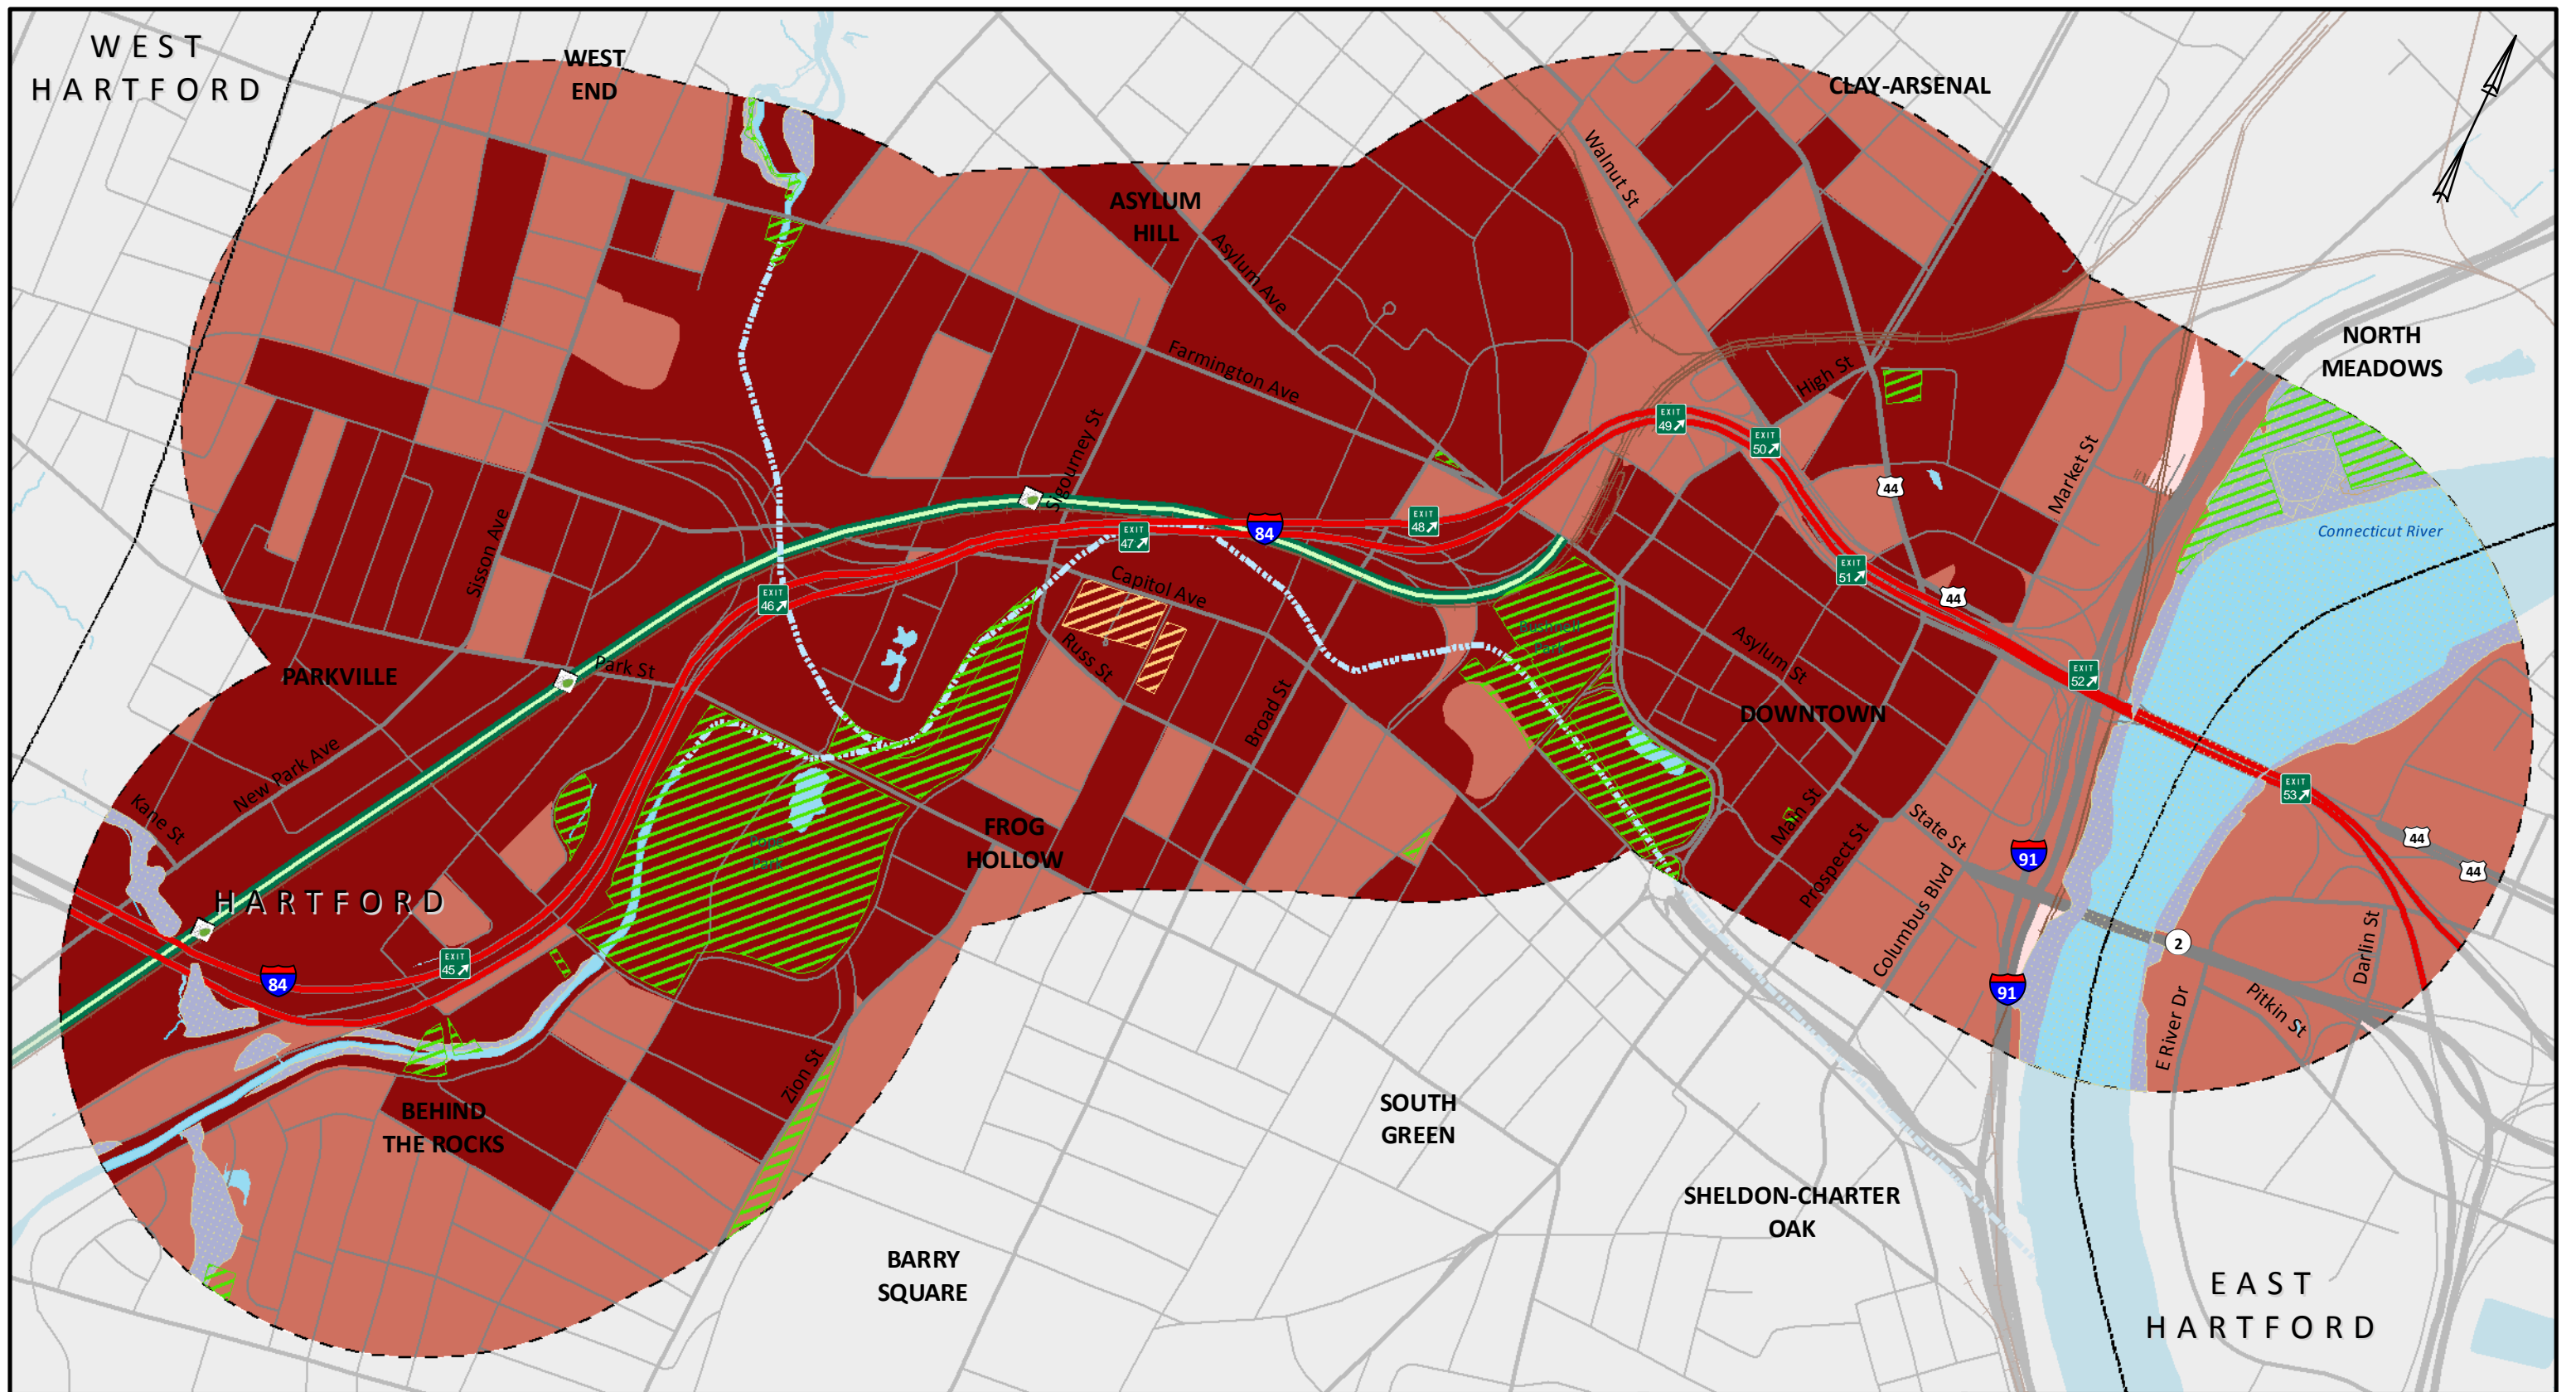 WEST
HARTFORD
WEST
END
CLAY-ARSENAL
Walnut St
ASYLUM
HILL
Asylum Ave
NORTH
MEADOWS
Farmington Ave
High St
EXIT
49
EXIT
50
Market St
Sigourney St
44
Sisson Ave
EXIT
47
84
EXIT
48
Connecticut River
EXIT
51
44
EXIT
46
Capitol Ave
Bushnell
Park
Russ St
Asylum St
PARKVILLE
Park St
EXIT
52
Broad St
DOWNTOWN
New Park Ave
EXIT
53
Kane St
FROG
HOLLOW
Pope
Park
Main St
Prospect St
State St
91
44
44
HARTFORD
Columbus Blvd
2
Darlin St
EXIT
45
84
91
E River Dr
Pitkin St
Zion St
BEHIND
THE ROCKS
SOUTH
GREEN
SHELDON-CHARTER
OAK
BARRY
SQUARE
EAST
HARTFORD